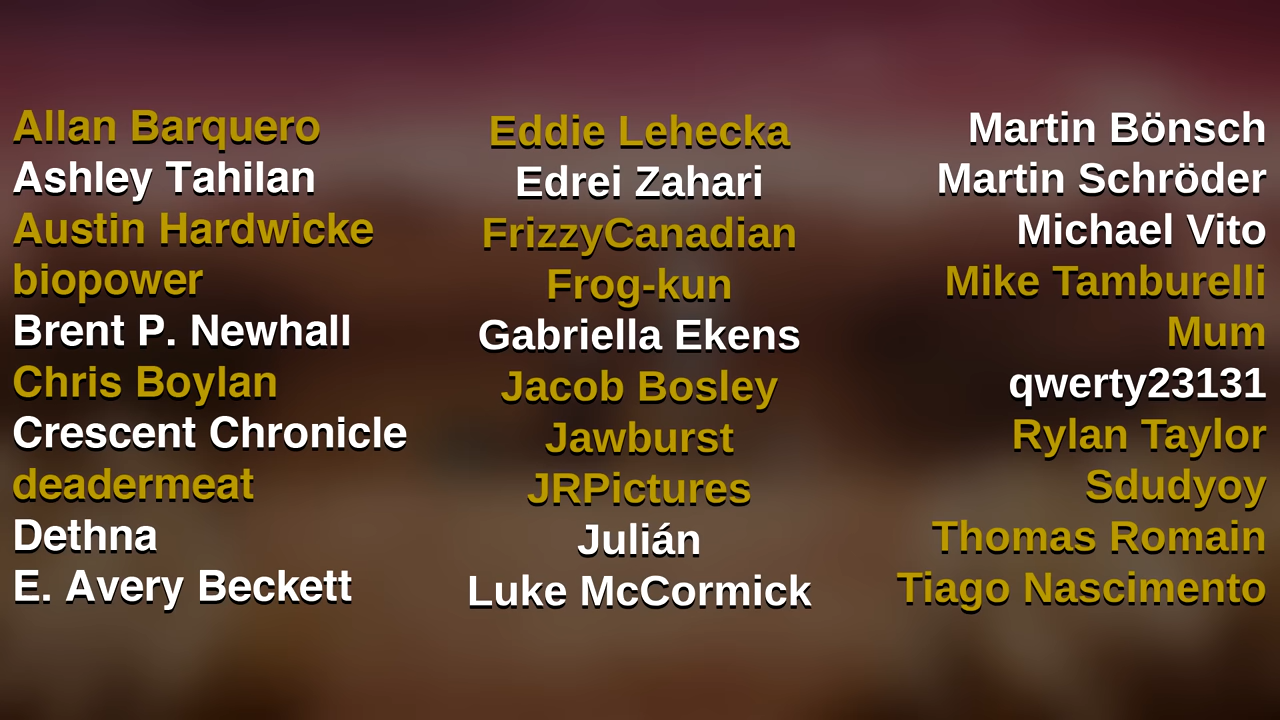 Allan Barquero
Ashley Tahilan
Austin Hardwicke
biopower
Brent P. Newhall
Chris Boylan
Crescent Chronicle
deadermeat
Dethna
E. Avery Beckett
Eddie Lehecka
Edrei Zahari
FrizzyCanadian
Frog-kun
Gabriella Ekens
Jacob Bosley
Jawburst
JRPictures
Julián
Luke McCormick
Martin Bönsch
Martin Schröder
Michael Vito
Mike Tamburelli
Mum
qwerty23131
Rylan Taylor
Sdudyoy
Thomas Romain
Tiago Nascimento